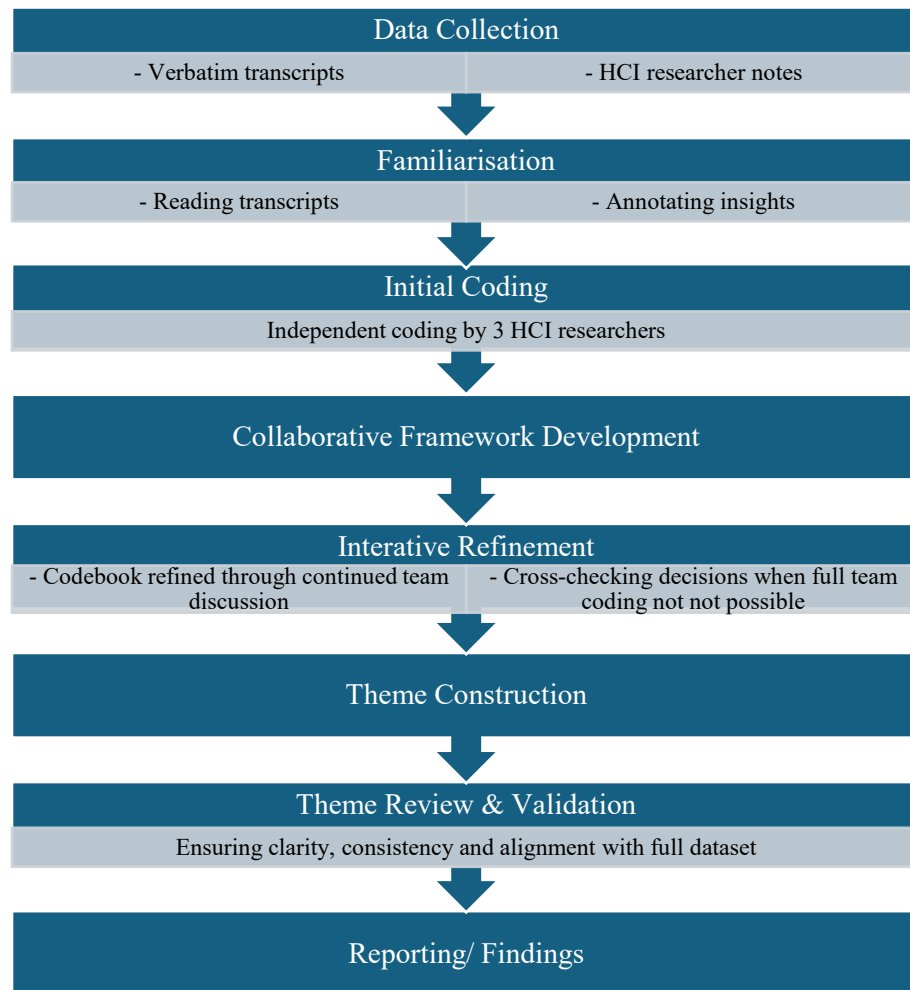 Data Collection
- Verbatim transcripts
- HCI researcher notes
Familiarisation
- Reading transcripts
- Annotating insights
Initial Coding
Independent coding by 3 HCI researchers
Collaborative Framework Development
Interative Refinement
- Codebook refined through continued team
discussion
- Cross-checking decisions when full team
coding not not possible
Theme Construction
Theme Review & Validation
Ensuring clarity, consistency and alignment with full dataset
Reporting/ Findings